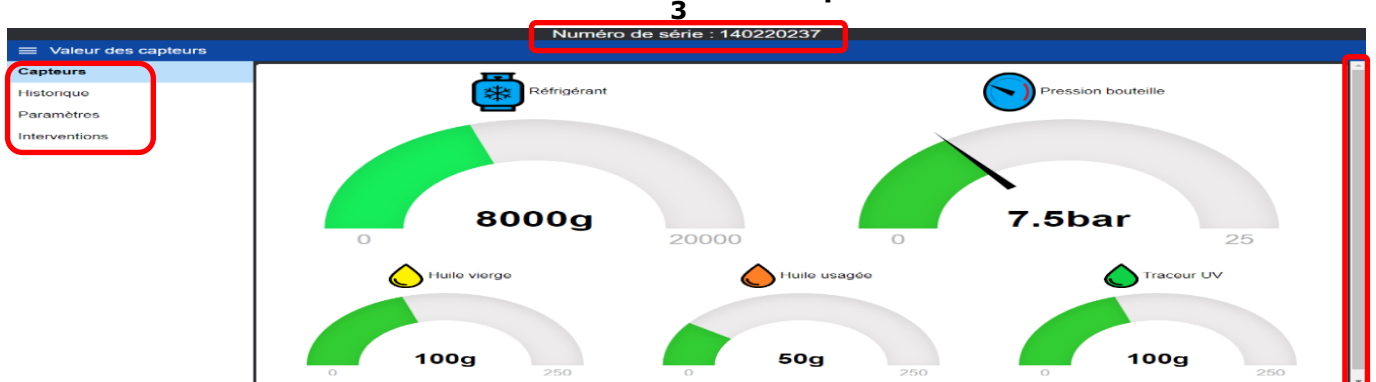 3
Numéro de série : 140220237
Valeur des capteurs
Capteurs
Historique
Paramètres
Interventions
Réfrigérant
Pression bouteille
8000g
0
20000
7.5bar
0
25
Huile vierge
Huile usagée
Traceur UV
100g
0
250
50g
0
250
100g
0
250